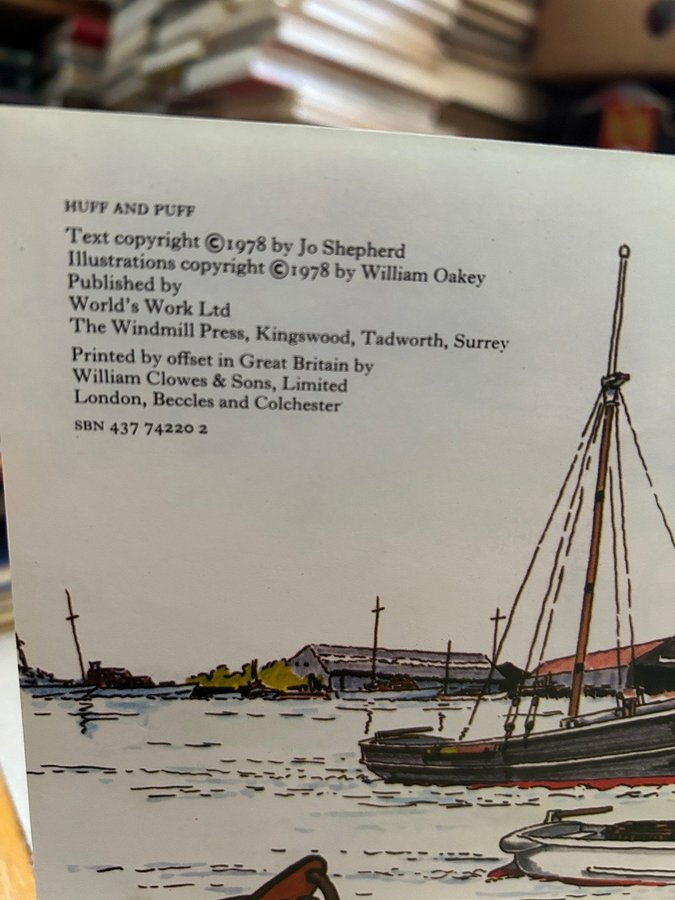 HUFF AND PUFF
Text copyright ©1978 by Jo Shepherd
Illustrations copyright ©1978 by William Oakey
Published by
World's Work Ltd
The Windmill Press, Kingswood, Tadworth, Surrey
Printed by offset in Great Britain by
William Clowes & Sons, Limited
London, Beccles and Colchester
SBN 437 74220 2